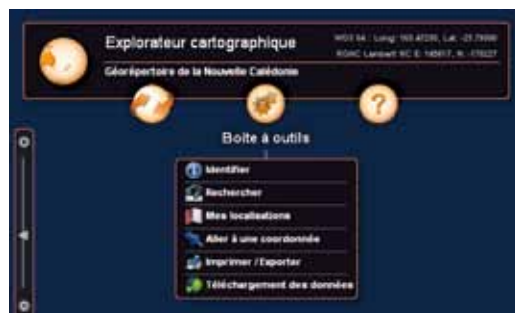 Explorateur cartographique
Géorépertoire de la Nouvelle Calédonie
?
Boîte à outils
Identifier
Rechercher
Mes localisations
Aller à une coordonnée
Imprimer / Exporter
Téléchargement des données